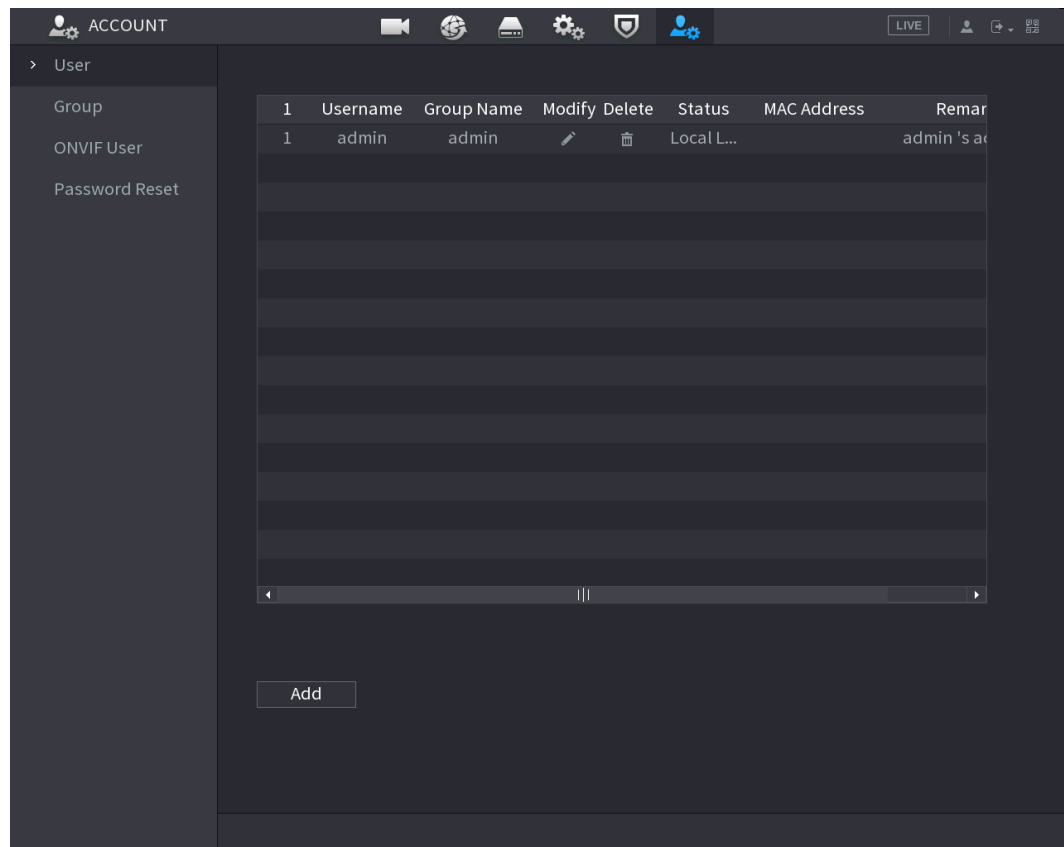 ACCOUNT LIVE
User
Group
ONVIF User
Password Reset
1 Username Group Name Modify Delete Status MAC Address Remar
1 admin admin Local L... admin 's a
Add